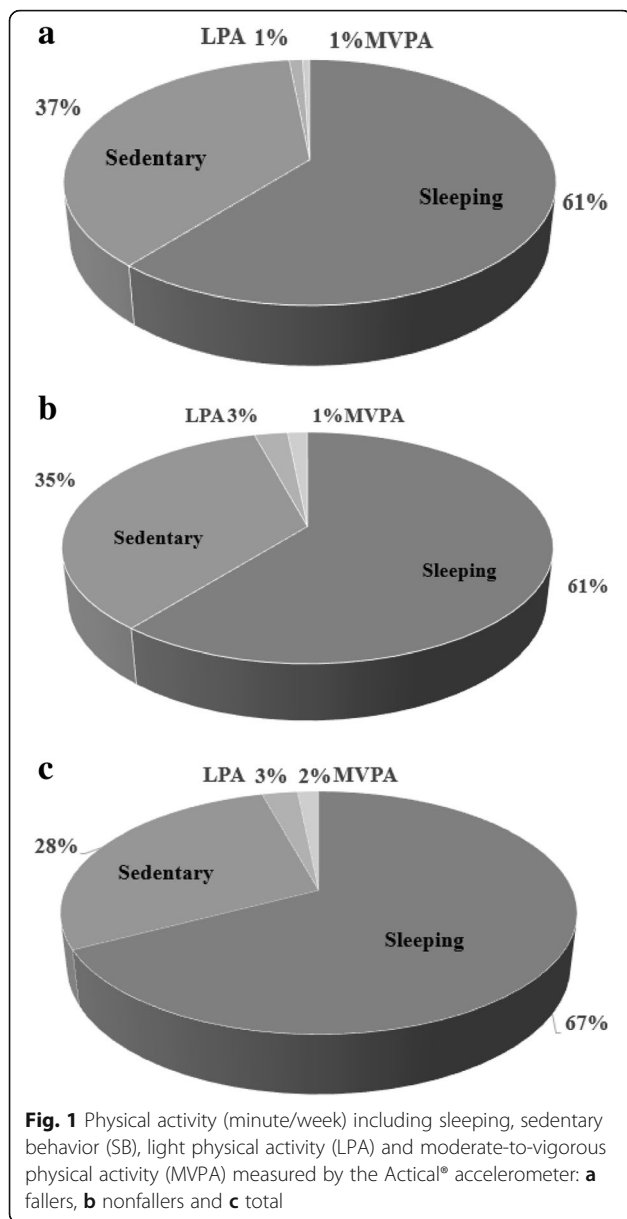 a
LPA 1% 1%MVPA
37%
Sedentary
Sleeping
61%
b
LPA3% 1%MVPA
35%
Sedentary
Sleeping
61%
c
LPA 3% 2%MVPA
28%
Sedentary
Sleeping
67%
Fig. 1 Physical activity (minute/week) including sleeping, sedentary
behavior (SB), light physical activity (LPA) and moderate-to-vigorous
physical activity (MVPA) measured by the Actical® accelerometer: a
fallers, b nonfallers and c total